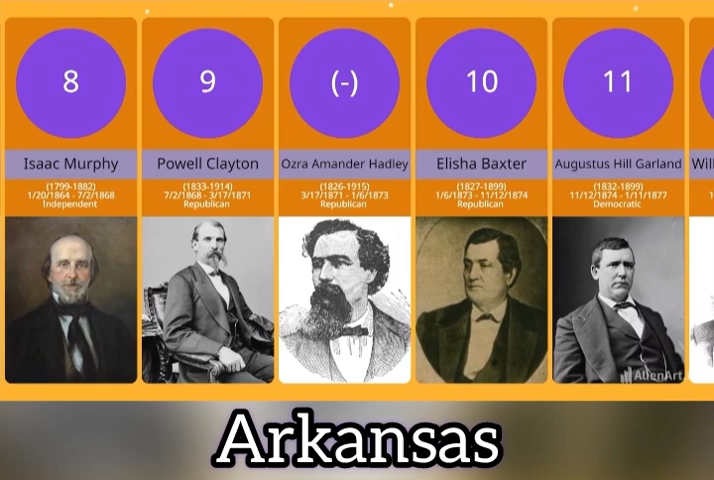 8
9
(-)
10
11
Isaac Murphy
Powell Clayton
Ozra Amander Hadley
Elisha Baxter
Augustus Hill Garland
Will
(1799-1882)
1/20/1864 - 7/2/1868
Independent
(1833-1914)
7/2/1868 - 3/17/1871
Republican
(1826-1915)
3/17/1871 - 1/6/1873
Republican
(1827-1899)
1/6/1873 - 11/12/1874
Republican
(1832-1899)
11/12/1874 - 1/11/1877
Democratic
AlienArt
Arkansas